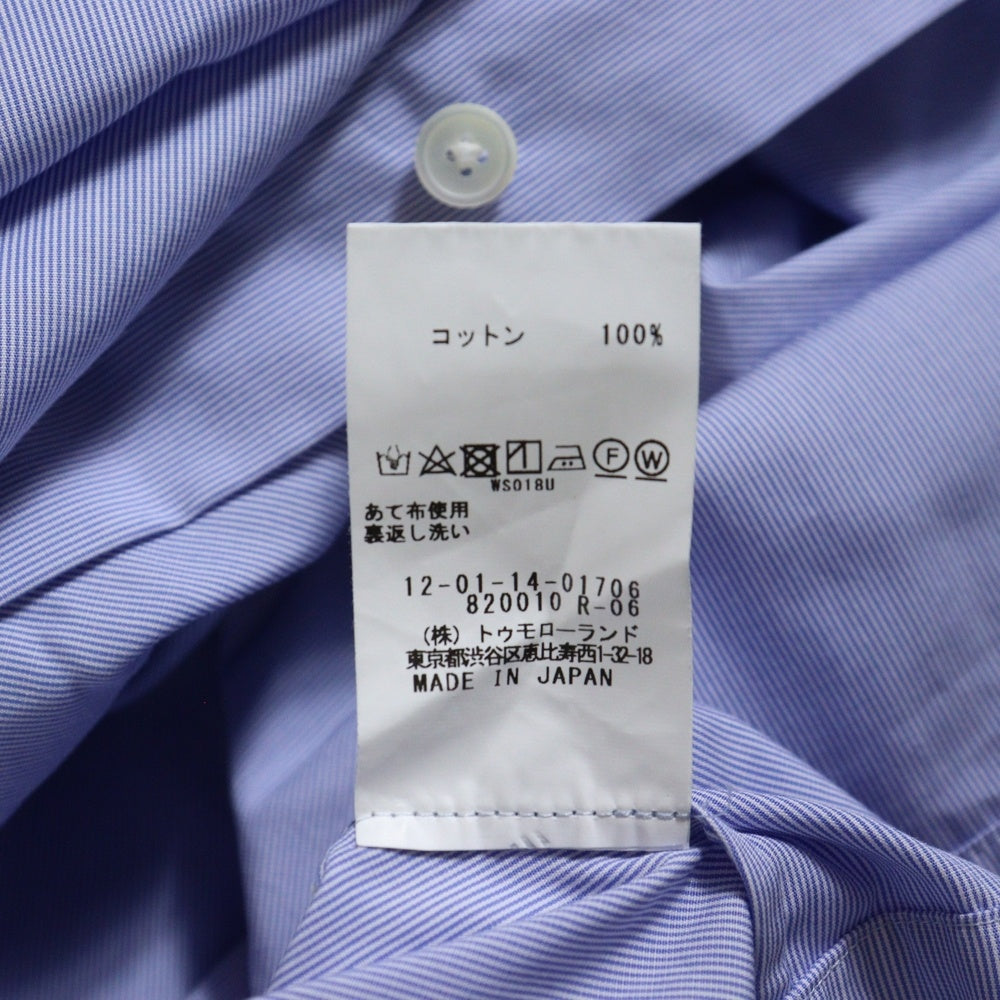 コットン 100%
F W
WS018U
あて布使用
裏返し洗い
12-01-14-01706
820010 R-06
(株) トゥモローランド
東京都渋谷区恵比寿西1-32-18
MADE IN JAPAN